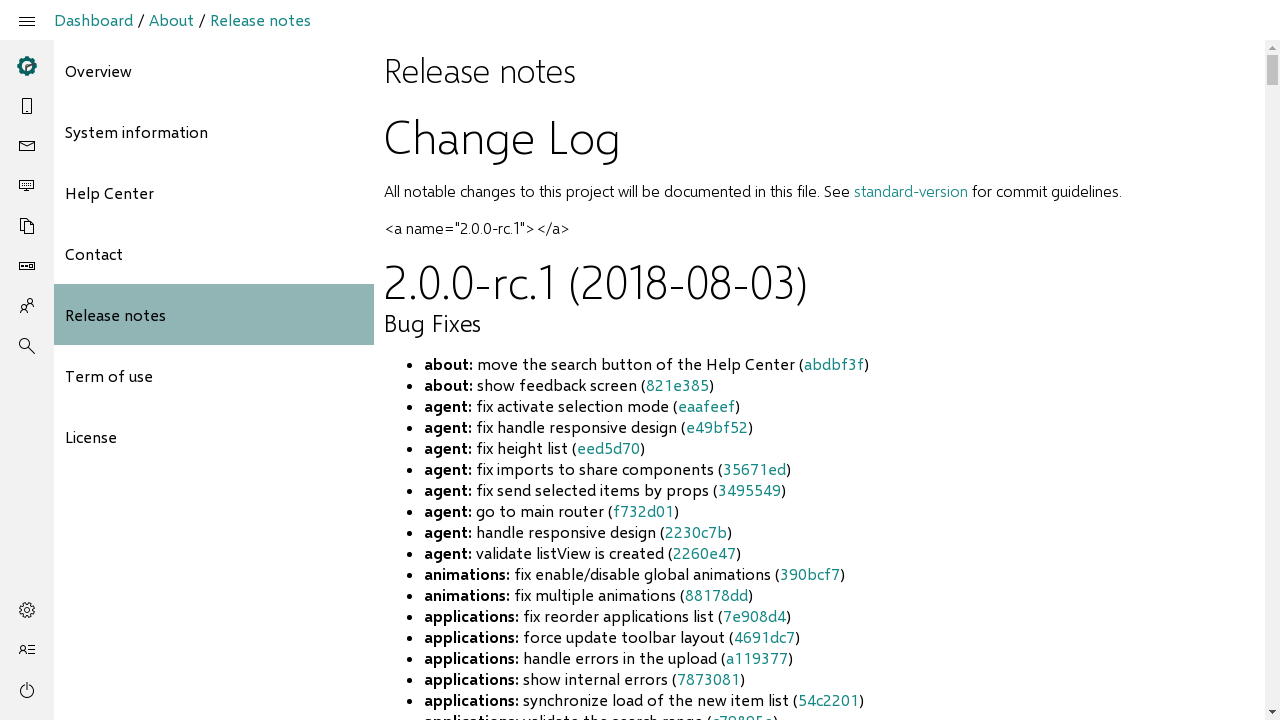 Dashboard / About / Release notes
Overview
System information
Help Center
Contact
Release notes
Term of use
License
Release notes
Change Log
All notable changes to this project will be documented in this file. See standard-version for commit guidelines.
<a name="2.0.0-rc.1"></a>
2.0.0-rc.1 (2018-08-03)
Bug Fixes
about: move the search button of the Help Center (abdbf3f)
about: show feedback screen (821e385)
agent: fix activate selection mode (eaafeef)
agent: fix handle responsive design (e49bf52)
agent: fix height list (eed5d70)
agent: fix imports to share components (35671ed)
agent: fix send selected items by props (3495549)
agent: go to main router (f732d01)
agent: handle responsive design (2230c7b)
agent: validate listView is created (2260e47)
animations: fix enable/disable global animations (390bcf7)
animations: fix multiple animations (88178dd)
applications: fix reorder applications list (7e908d4)
applications: force update toolbar layout (4691dc7)
applications: handle errors in the upload (a119377)
applications: show internal errors (7873081)
applications: synchronize load of the new item list (54c2201)
applications: validate the search range